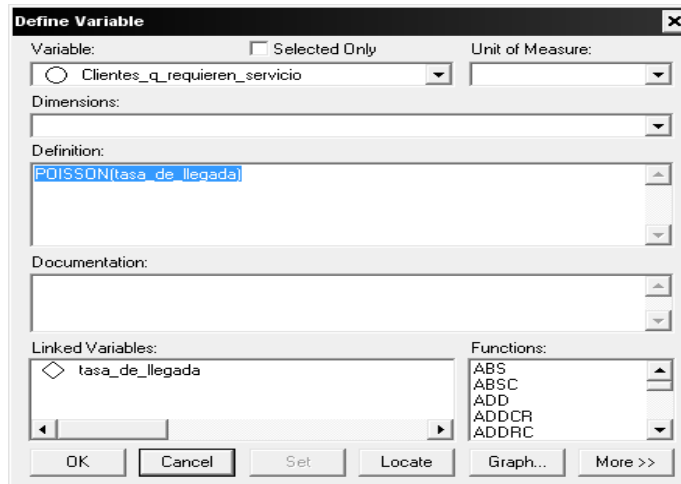 Define Variable
Variable: Selected Only Unit of Measure:
Clientes_q_requieren_servicio
Dimensions:
Definition:
POISSON(tasa_de_llegada)
Documentation:
Linked Variables: Functions:
tasa_de_llegada
ABS
ABSC
ADD
ADDCR
ADDRC
OK Cancel Set Locate Graph... More >>